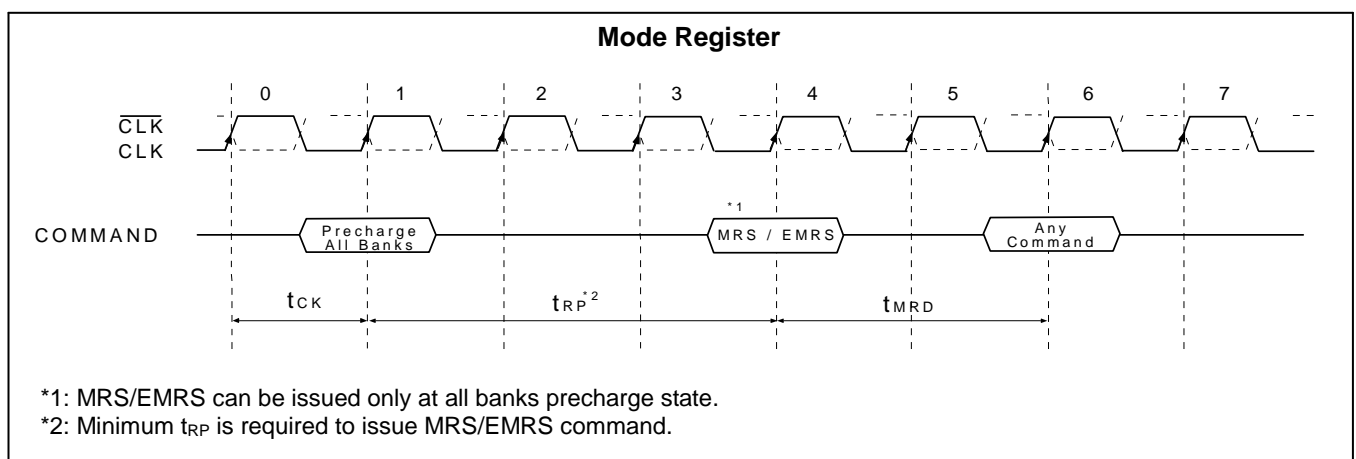 Mode Register
0 1 2 3 4 5 6 7
CLK
CLK
*1
COMMAND
Precharge
All Banks
MRS / EMRS
Any
Command
tCK
tRP*2
tMRD
*1: MRS/EMRS can be issued only at all banks precharge state.
*2: Minimum tRP is required to issue MRS/EMRS command.